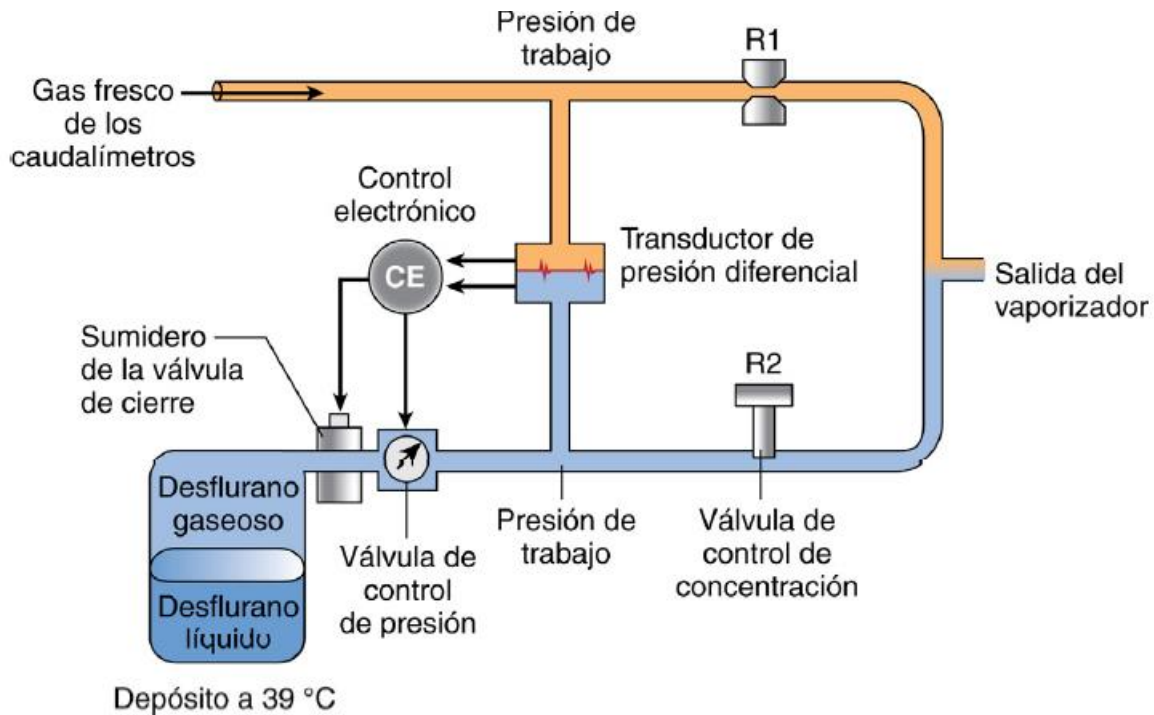 Presión de
trabajo
R1
Gas fresco
de los
caudalímetros
Control
electrónico
CE
Transductor de
presión diferencial
Salida del
vaporizador
Sumidero
de la válvula
de cierre
R2
Desflurano
gaseoso
Desflurano
líquido
Válvula de
control
de presión
Presión de
trabajo
Válvula de
control de
concentración
Depósito a 39 °C